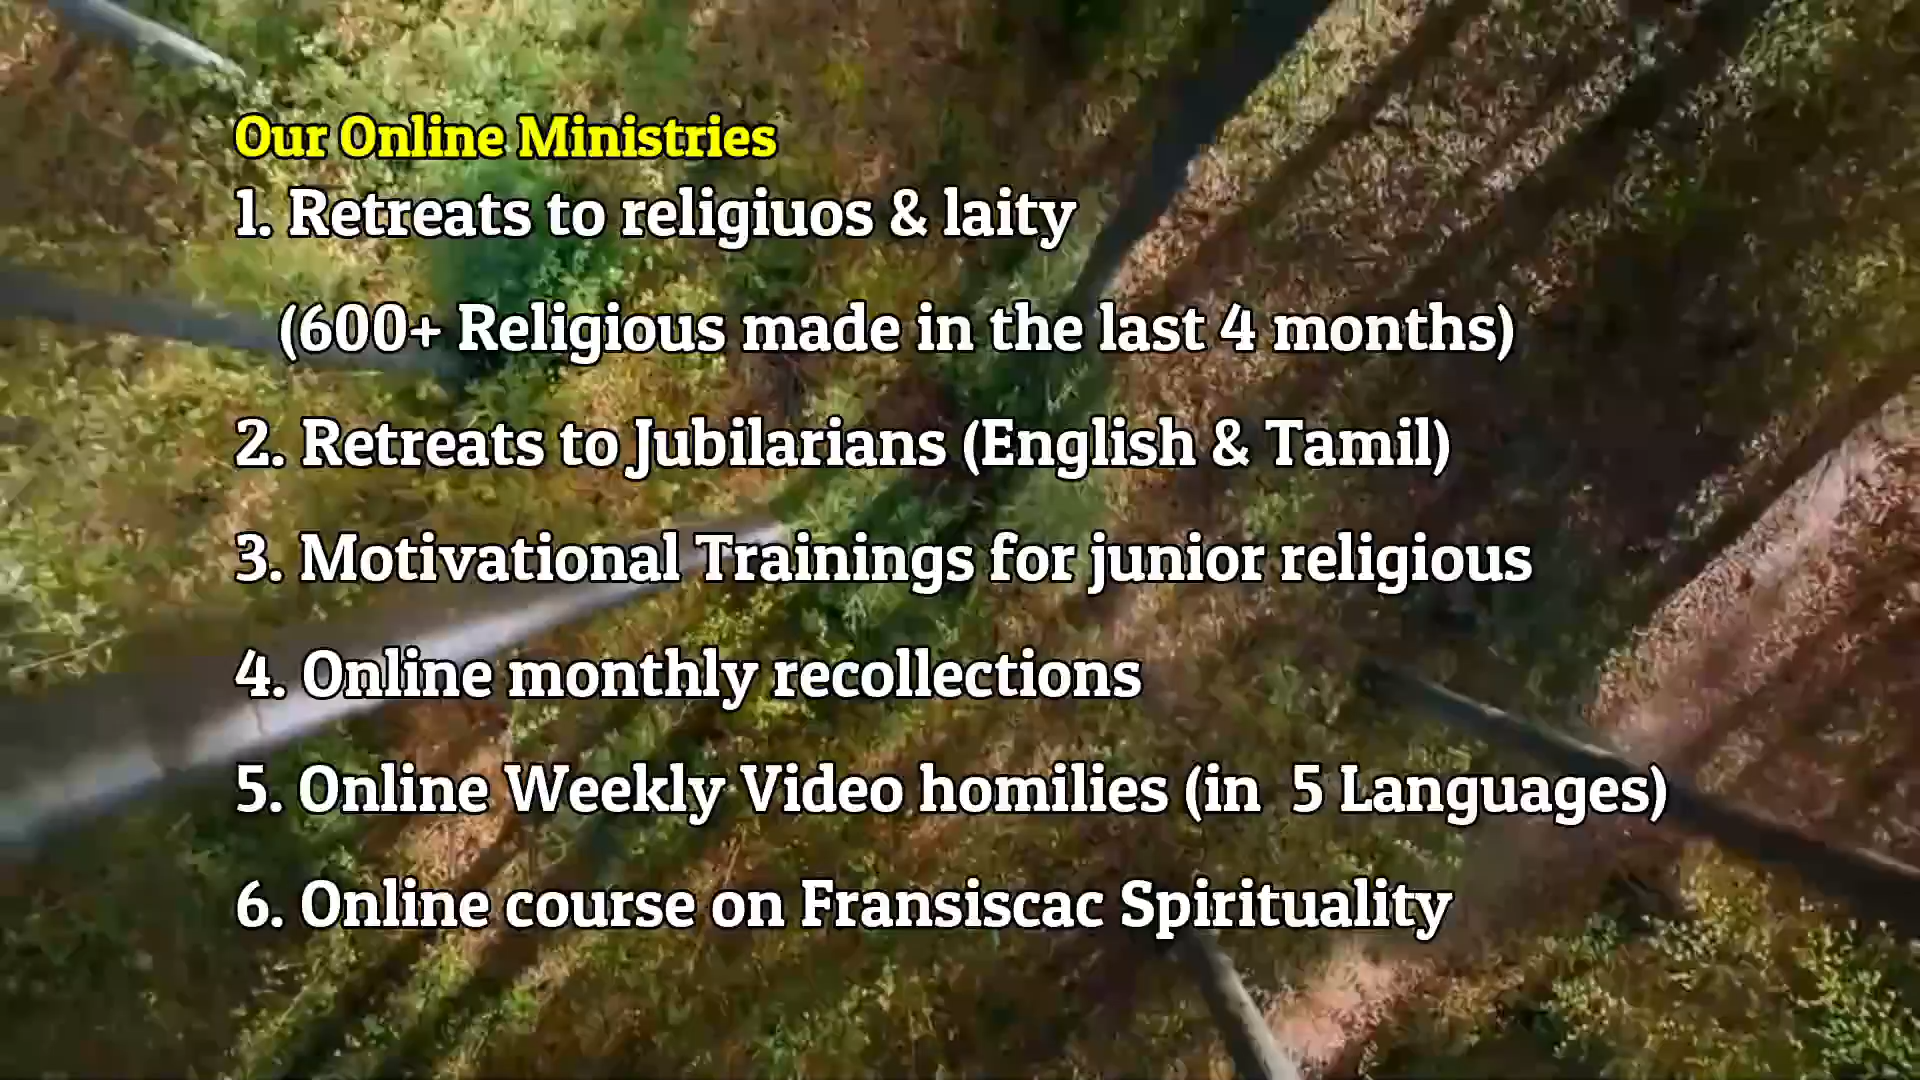 Our Online Ministries
1. Retreats to religiuos & laity
(600+ Religious made in the last 4 months)
2. Retreats to Jubilarians (English & Tamil)
3. Motivational Trainings for junior religious
4. Online monthly recollections
5. Online Weekly Video homilies (in  5 Languages)
6. Online course on Fransiscac Spirituality